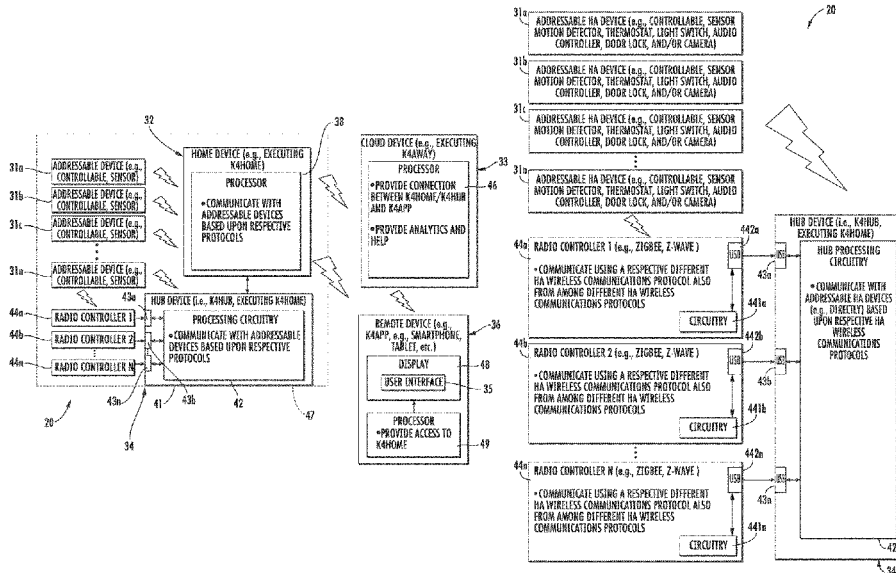 20
31a
ADDRESSABLE HA DEVICE (e.g., CONTROLLABLE, SENSOR
MOTION DETECTOR, THERMOSTAT, LIGHT SWITCH, AUDIO
CONTROLLER, DOOR LOCK, AND/OR CAMERA)
31b
ADDRESSABLE HA DEVICE (e.g., CONTROLLABLE, SENSOR
MOTION DETECTOR, THERMOSTAT, LIGHT SWITCH, AUDIO
CONTROLLER, DOOR LOCK, AND/OR CAMERA)
31c
ADDRESSABLE HA DEVICE (e.g., CONTROLLABLE, SENSOR
MOTION DETECTOR, THERMOSTAT, LIGHT SWITCH, AUDIO
CONTROLLER, DOOR LOCK, AND/OR CAMERA)
31n
ADDRESSABLE HA DEVICE (e.g., CONTROLLABLE, SENSOR
MOTION DETECTOR, THERMOSTAT, LIGHT SWITCH, AUDIO
CONTROLLER, DOOR LOCK, AND/OR CAMERA)
32
38
HOME DEVICE (e.g., EXECUTING
K4HOME)
PROCESSOR
•COMMUNICATE WITH
ADDRESSABLE DEVICES
BASED UPON RESPECTIVE
PROTOCOLS
31a
ADDRESSABLE DEVICE (e.g.,
CONTROLLABLE, SENSOR)
31b
ADDRESSABLE DEVICE (e.g.,
CONTROLLABLE, SENSOR)
31c
ADDRESSABLE DEVICE (e.g.,
CONTROLLABLE, SENSOR)
31n
ADDRESSABLE DEVICE (e.g.,
CONTROLLABLE, SENSOR)
CLOUD DEVICE (e.g., EXECUTING
K4AWAY)
33
PROCESSOR
46
•PROVIDE CONNECTION
BETWEEN K4HOME/K4HUB
AND K4APP
•PROVIDE ANALYTICS AND
HELP
43a
HUB DEVICE (i.e., K4HUB, EXECUTING K4HOME)
PROCESSING CIRCUITRY
•COMMUNICATE WITH ADDRESSABLE
DEVICES BASED UPON RESPECTIVE
PROTOCOLS
44a
RADIO CONTROLLER 1
44b
RADIO CONTROLLER 2
44n
RADIO CONTROLLER N
43n
43b
20
34
41
42
47
REMOTE DEVICE (e.g.,
K4APP, e.g., SMARTPHONE,
TABLET, etc.)
36
DISPLAY
48
USER INTERFACE
35
PROCESSOR
•PROVIDE ACCESS TO
K4HOME
49
44a
RADIO CONTROLLER 1 (e.g., ZIGBEE, Z-WAVE )
442a
USB
• COMMUNICATE USING A RESPECTIVE DIFFERENT
HA WIRELESS COMMUNICATIONS PROTOCOL ALSO
FROM AMONG DIFFERENT HA WIRELESS
COMMUNICATIONS PROTOCOLS
441a
CIRCUITRY
44b
RADIO CONTROLLER 2 (e.g., ZIGBEE, Z-WAVE )
442b
USB
• COMMUNICATE USING A RESPECTIVE DIFFERENT
HA WIRELESS COMMUNICATIONS PROTOCOL ALSO
FROM AMONG DIFFERENT HA WIRELESS
COMMUNICATIONS PROTOCOLS
441b
CIRCUITRY
44n
RADIO CONTROLLER N (e.g., ZIGBEE, Z-WAVE )
442n
USB
• COMMUNICATE USING A RESPECTIVE DIFFERENT
HA WIRELESS COMMUNICATIONS PROTOCOL ALSO
FROM AMONG DIFFERENT HA WIRELESS
COMMUNICATIONS PROTOCOLS
441n
CIRCUITRY
HUB DEVICE (i.e., K4HUB,
EXECUTING K4HOME)
USB
43a
USB
43b
USB
43n
HUB PROCESSING
CIRCUITRY
• COMMUNICATE WITH
ADDRESSABLE HA DEVICES
(e.g., DIRECTLY) BASED
UPON RESPECTIVE HA
WIRELESS
COMMUNICATIONS
PROTOCOLS
42
34